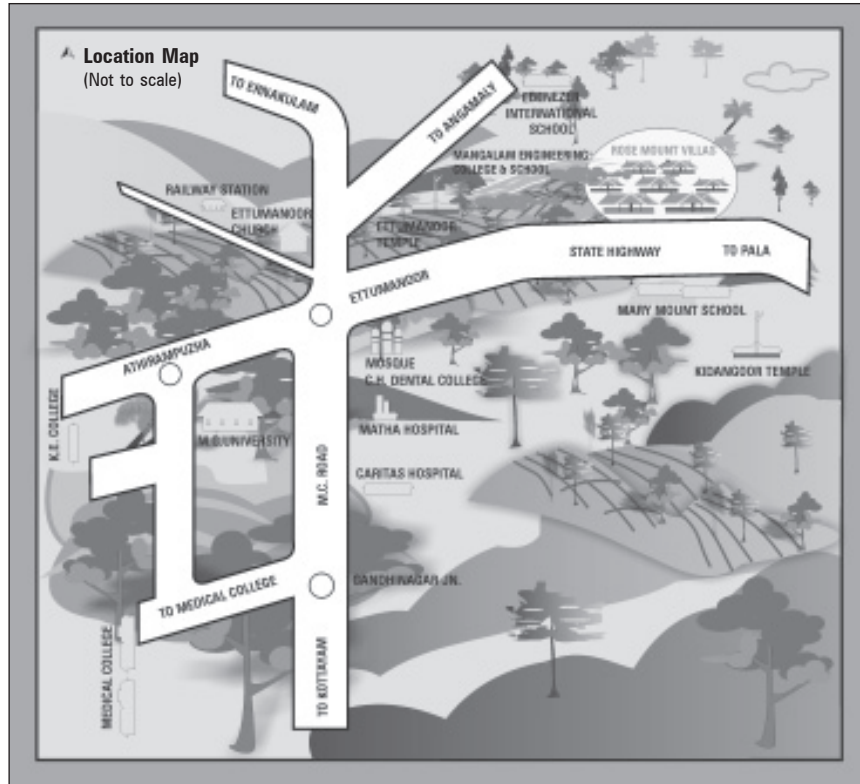 Location Map
(Not to scale)
TO ERNAKULAM
TO ANGAMALY
EBENEZER
INTERNATIONAL
SCHOOL
MANGALAM ENGINEERING
COLLEGE & SCHOOL
ROSE MOUNT VILLAS
RAILWAY STATION
ETTUMANOOR
CHURCH
ETTUMANOOR
TEMPLE
STATE HIGHWAY
TO PALA
ETTUMANOOR
MARY MOUNT SCHOOL
ATHIRAMPUZHA
MOSQUE
C.H. DENTAL COLLEGE
KIDANGOOR TEMPLE
K.E. COLLEGE
M.G.UNIVERSITY
MATHA HOSPITAL
M.C. ROAD
CARITAS HOSPITAL
GANDHINAGAR JN.
TO MEDICAL COLLEGE
MEDICAL COLLEGE
TO KOTTAYAM